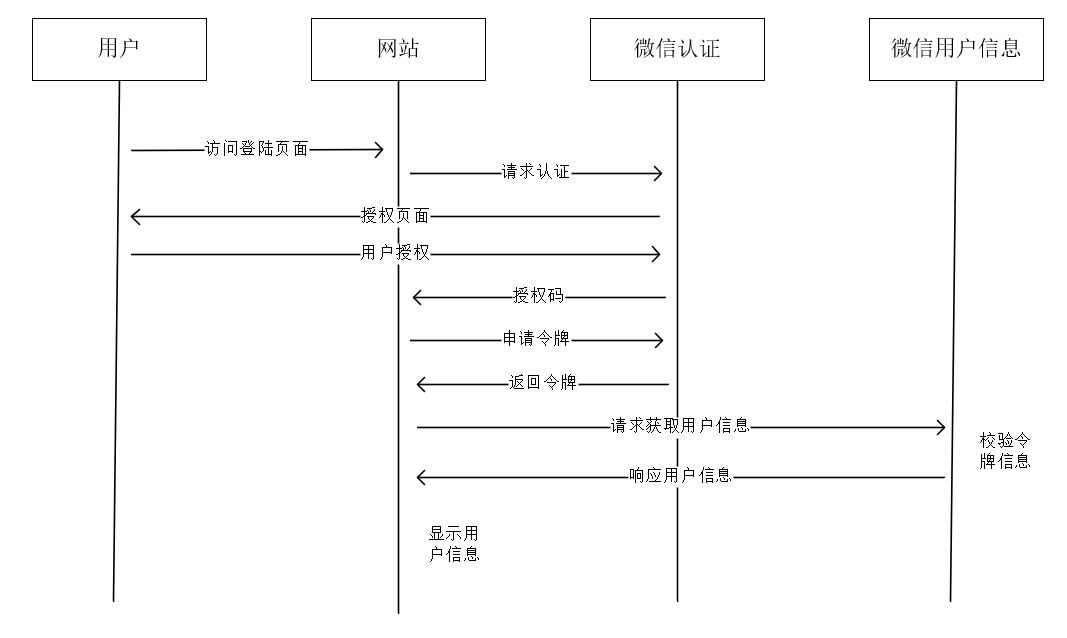 用户
网站
微信认证
微信用户信息
访问登陆页面
请求认证
授权页面
用户授权
授权码
申请令牌
返回令牌
请求获取用户信息
校验令
牌信息
响应用户信息
显示用
户信息